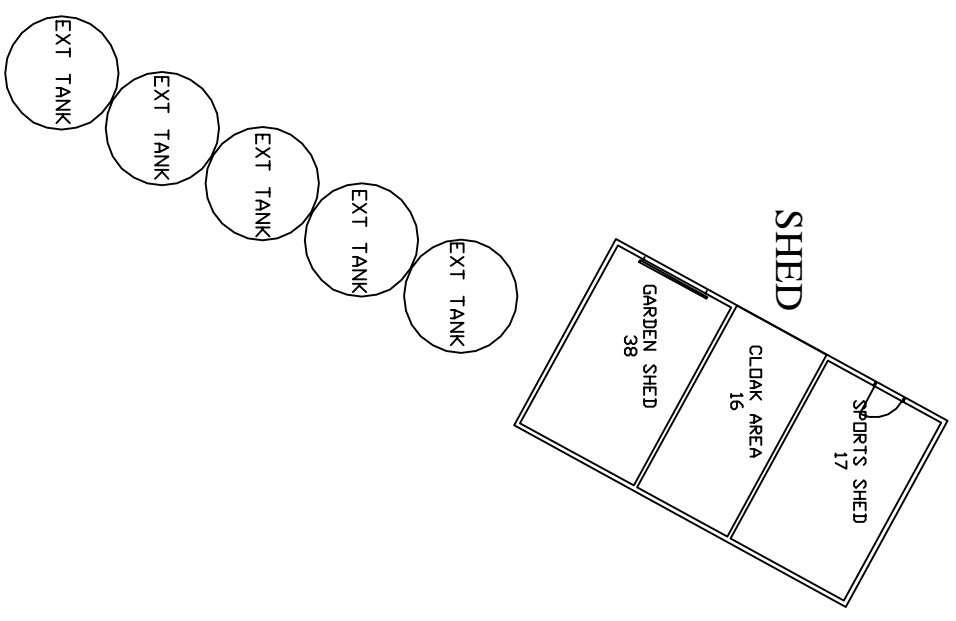 EXT TANK
EXT TANK
EXT TANK
EXT TANK
EXT TANK
SHED
GARDEN SHED
38
CLOAK AREA
16
SPORTS SHED
17